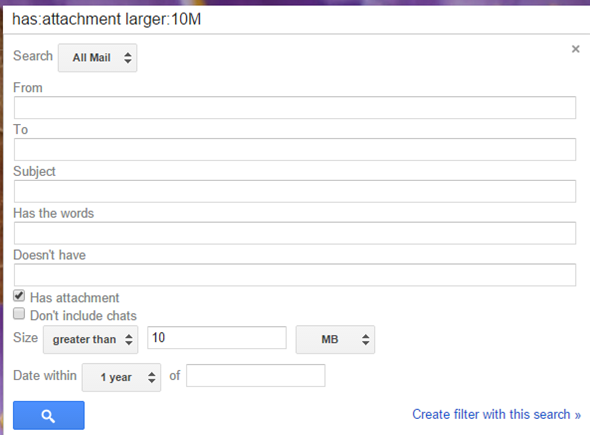 has:attachment larger:10M
Search All Mail
From
To
Subject
Has the words
Doesn't have
Has attachment
Don't include chats
Size greater than 10 MB
Date within 1 year of
Create filter with this search »